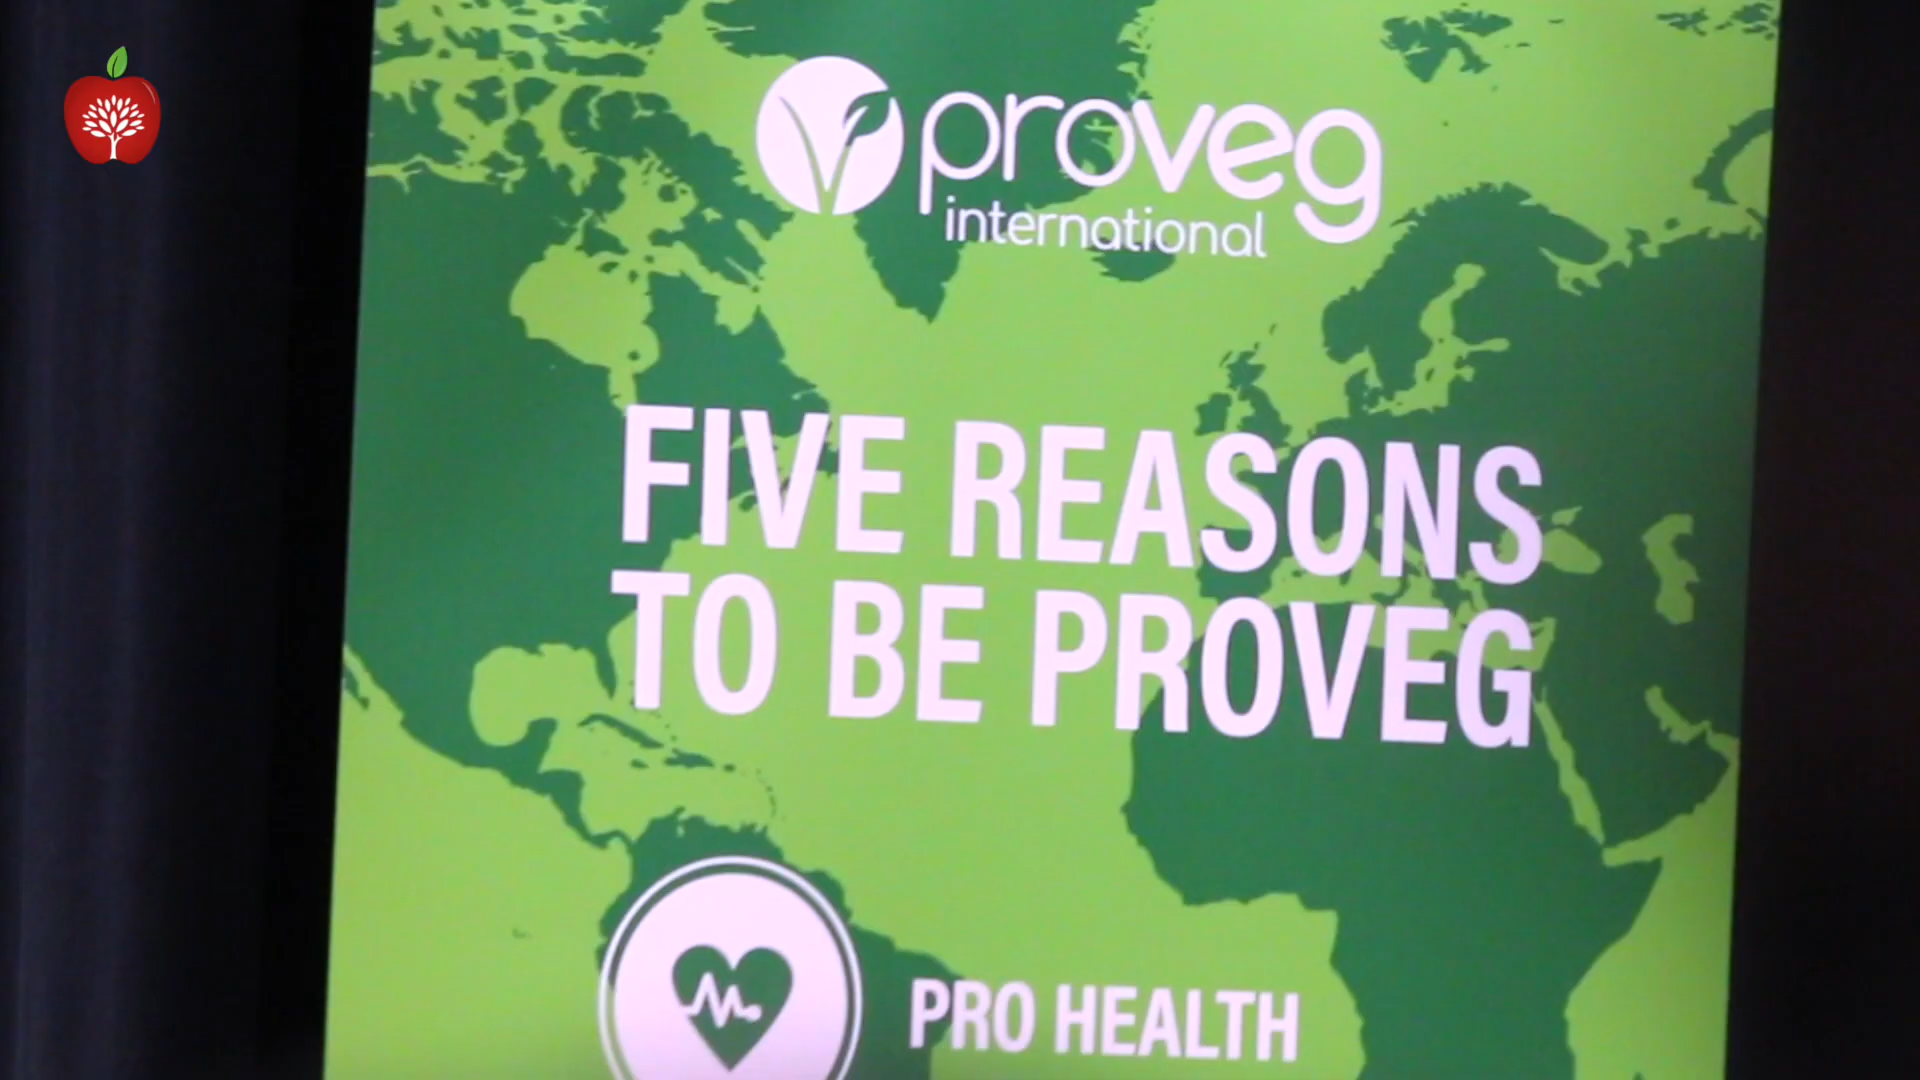 proveg
international
FIVE REASONS
TO BE PROVEG
PRO HEALTH